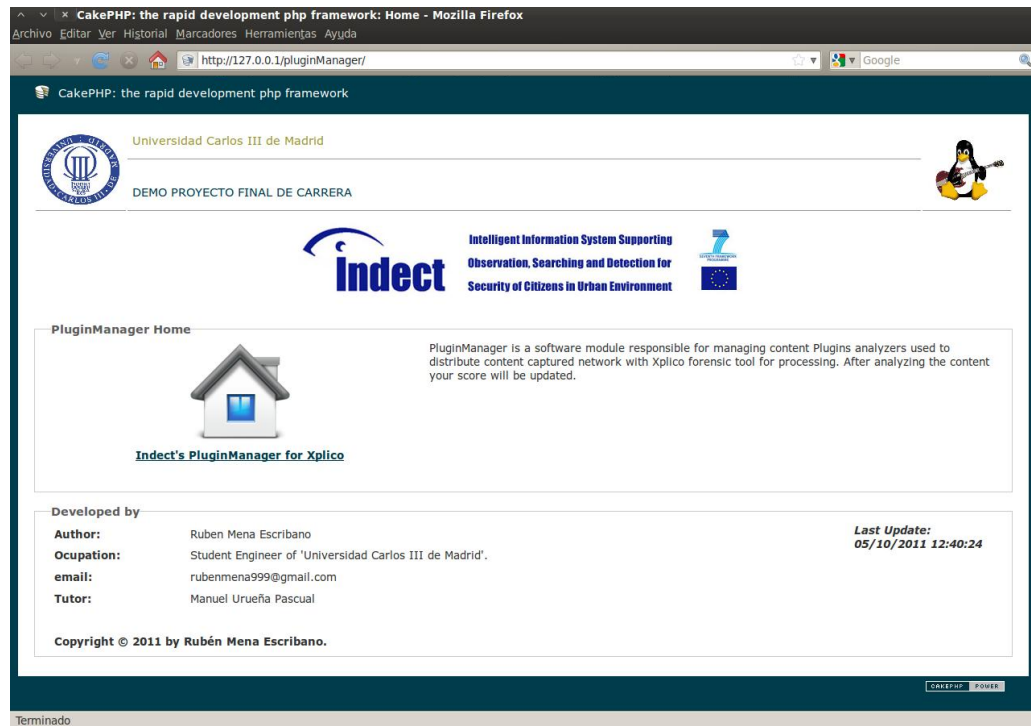 CakePHP: the rapid development php framework: Home - Mozilla Firefox
Archivo Editar Ver Historial Marcadores Herramientas Ayuda
http://127.0.0.1/pluginManager/
Google
CakePHP: the rapid development php framework
Universidad Carlos III de Madrid
DEMO PROYECTO FINAL DE CARRERA
Indect
Intelligent Information System Supporting
Observation, Searching and Detection for
Security of Citizens in Urban Environment
PluginManager Home
PluginManager is a software module responsible for managing content Plugins analyzers used to
distribute content captured network with Xplico forensic tool for processing. After analyzing the content
your score will be updated.
Indect's PluginManager for Xplico
Developed by
Author: Ruben Mena Escribano
Ocupation: Student Engineer of 'Universidad Carlos III de Madrid'.
email: rubenmena999@gmail.com
Tutor: Manuel Urueña Pascual
Last Update:
05/10/2011 12:40:24
Copyright © 2011 by Rubén Mena Escribano.
CAKEPHP POWER
Terminado